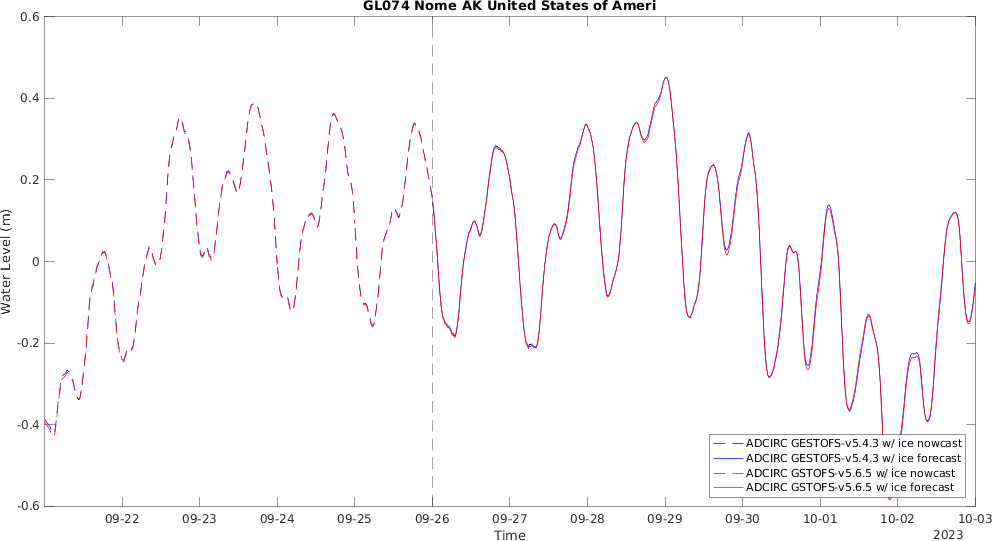 GL074 Nome AK United States of Ameri
Water Level (m)
0.6
0.4
0.2
0
-0.2
-0.4
-0.6
ADCIRC GESTOFS-v5.4.3 w/ ice nowcast
ADCIRC GESTOFS-v5.4.3 w/ ice forecast
ADCIRC GSTOFS-v5.6.5 w/ ice nowcast
ADCIRC GSTOFS-v5.6.5 w/ ice forecast
09-22 09-23 09-24 09-25 09-26 09-27 09-28 09-29 09-30 10-01 10-02 10-03
Time
2023